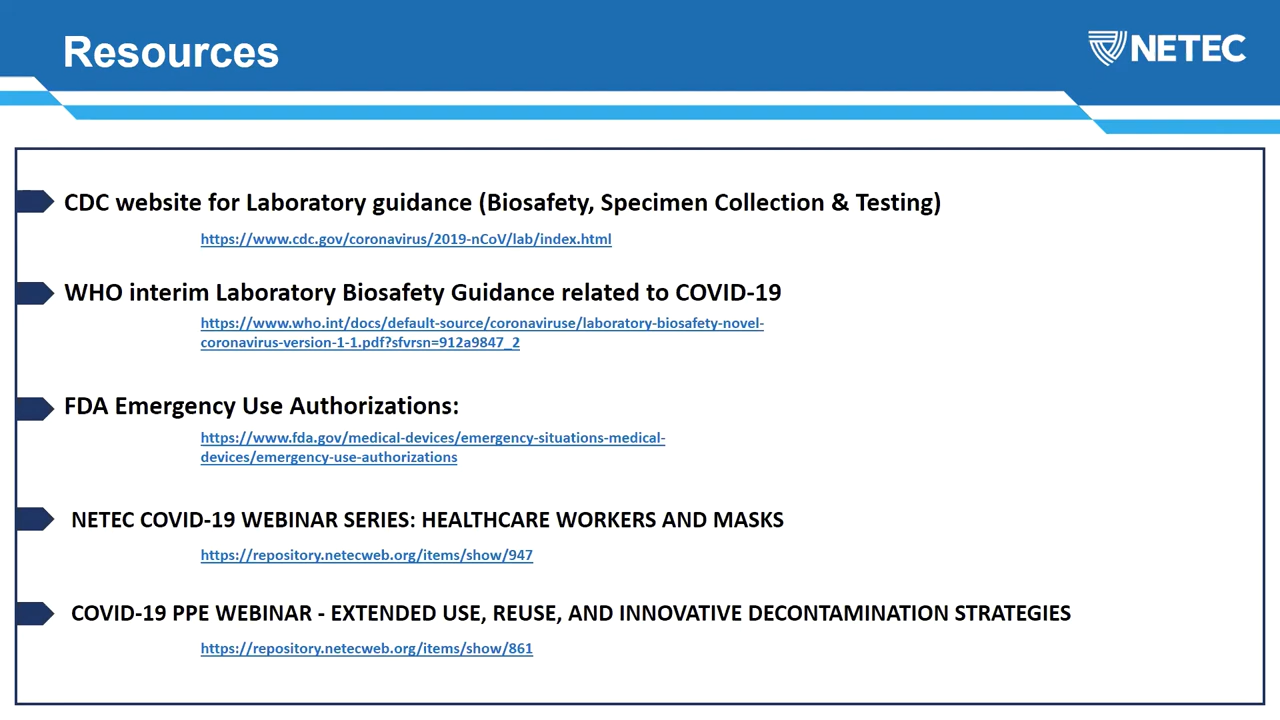 Resources
NETEC
CDC website for Laboratory guidance (Biosafety, Specimen Collection & Testing)
https://www.cdc.gov/coronavirus/2019-nCoV/lab/index.html
WHO interim Laboratory Biosafety Guidance related to COVID-19
https://www.who.int/docs/default-source/coronaviruse/laboratory-biosafety-novel-
coronavirus-version-1-1.pdf?sfvrsn=912a9847_2
FDA Emergency Use Authorizations:
https://www.fda.gov/medical-devices/emergency-situations-medical-
devices/emergency-use-authorizations
NETEC COVID-19 WEBINAR SERIES: HEALTHCARE WORKERS AND MASKS
https://repository.netecweb.org/items/show/947
COVID-19 PPE WEBINAR - EXTENDED USE, REUSE, AND INNOVATIVE DECONTAMINATION STRATEGIES
https://repository.netecweb.org/items/show/861